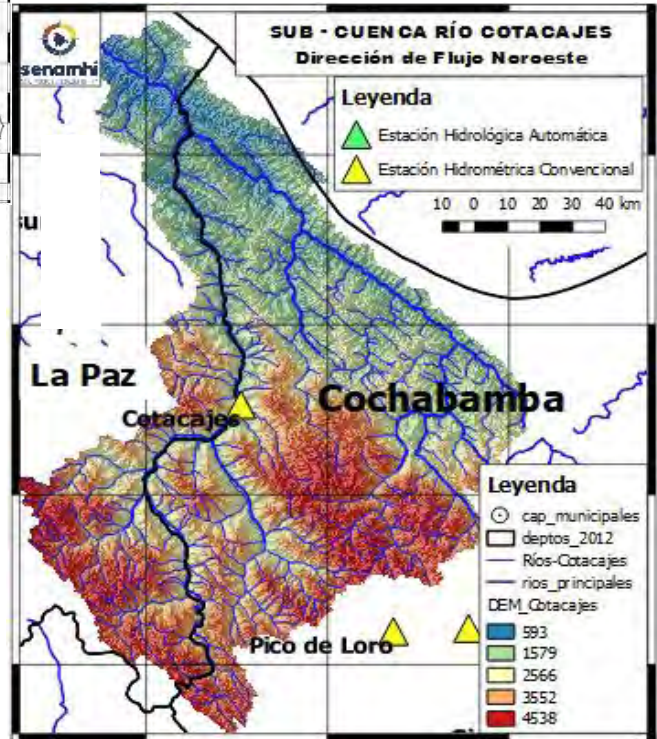 senamhi
SUB - CUENCA RÍO COTACAJES
Dirección de Flujo Noroeste
Leyenda
Estación Hidrológica Automática
Estación Hidrométrica Convencional
10 0 10 20 30 40 km
La Paz
Cochabamba
Cotacajes
Pico de Loro
Leyenda
cap_municipales
deptos_2012
Ríos-Cotacajes
rios_principales
DEM_Cotacajes
593
1579
2566
3552
4538